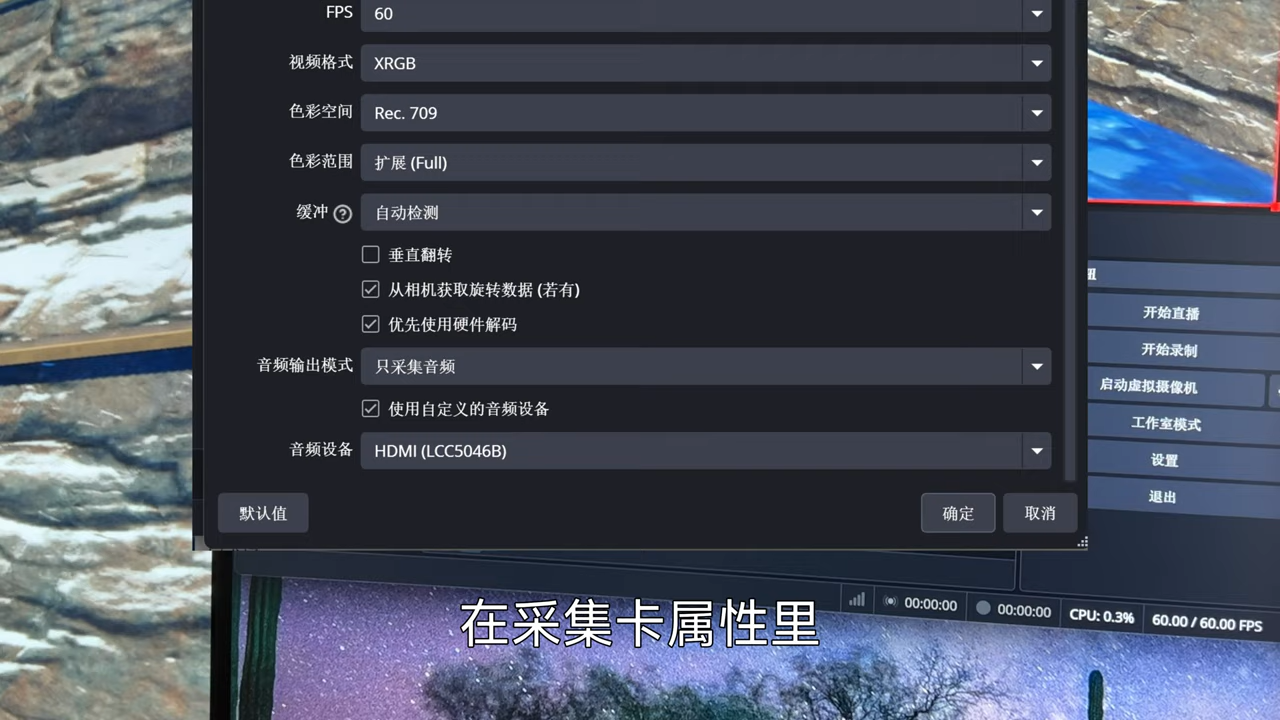 FPS 60
视频格式 XRGB
色彩空间 Rec. 709
色彩范围 扩展 (Full)
缓冲 ? 自动检测
垂直翻转
从相机获取旋转数据 (若有)
优先使用硬件解码
音频输出模式 只采集音频
使用自定义的音频设备
音频设备 HDMI (LCC5046B)
默认值 确定 取消
开始直播
开始录制
启动虚拟摄像机
工作室模式
设置
退出
00:00:00 00:00:00 CPU: 0.3% 60.00 / 60.00 FPS
在采集卡属性里